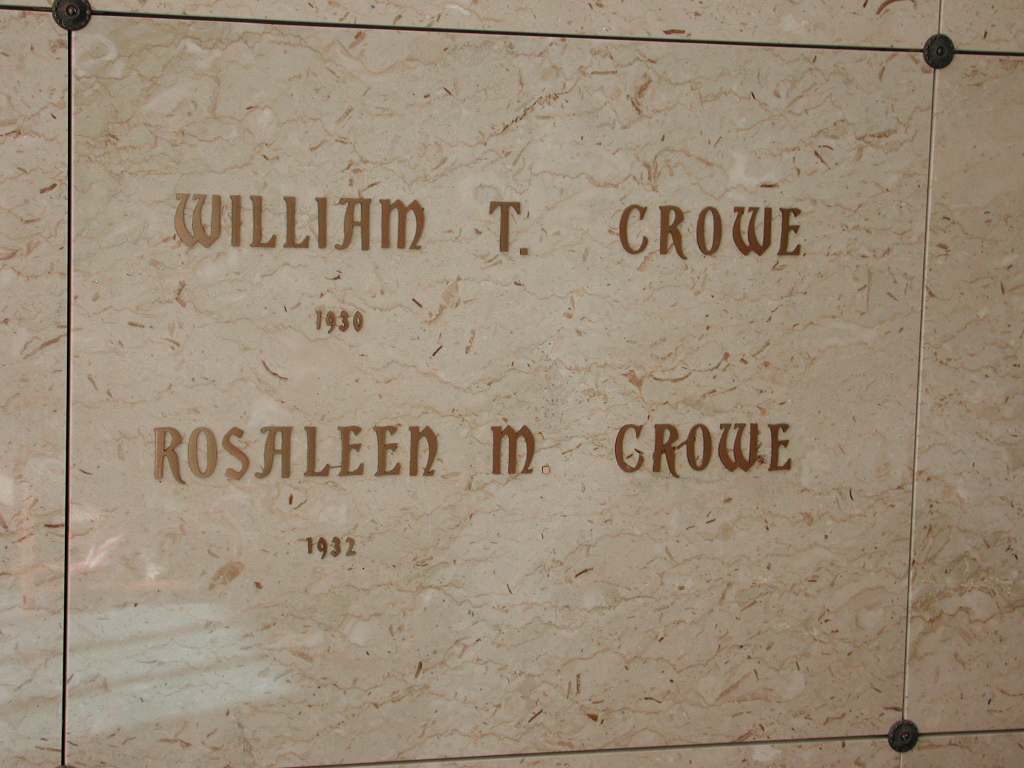 WILLIAM T. CROWE
1930
ROSALEEN M. CROWE
1932